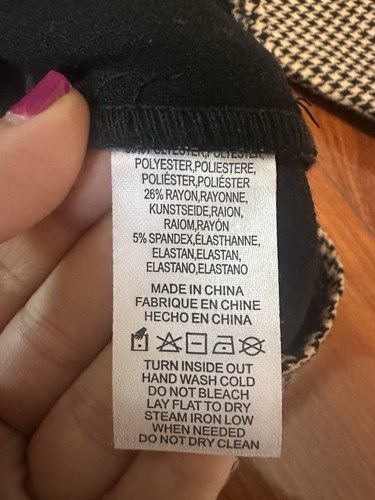 POLYESTER,POLYESTER,
POLYESTER,POLIESTERE,
POLIÉSTER,POLIÉSTER
26% RAYON,RAYONNE,
KUNSTSEIDE,RAION,
RAIOM,RAYÓN
5% SPANDEX,ÉLASTHANNE,
ELASTAN,ELASTAN,
ELASTANO,ELASTANO
MADE IN CHINA
FABRIQUE EN CHINE
HECHO EN CHINA
TURN INSIDE OUT
HAND WASH COLD
DO NOT BLEACH
LAY FLAT TO DRY
STEAM IRON LOW
WHEN NEEDED
DO NOT DRY CLEAN